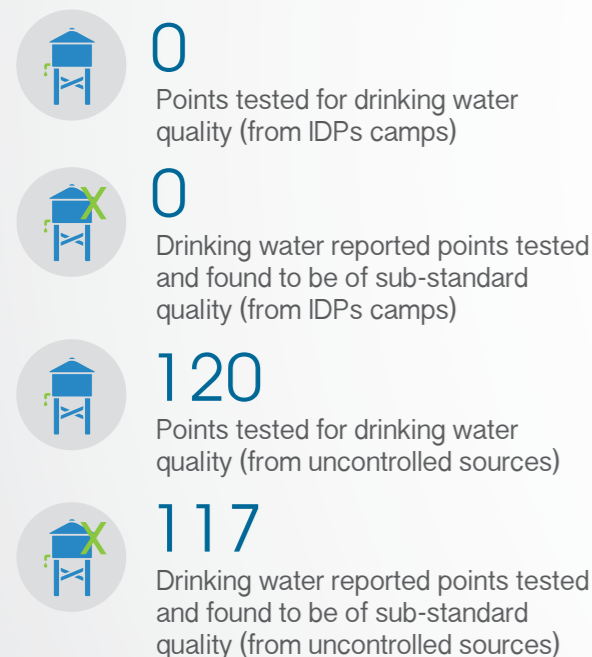 0
Points tested for drinking water
quality (from IDPs camps)
X
0
Drinking water reported points tested
and found to be of sub-standard
quality (from IDPs camps)
120
Points tested for drinking water
quality (from uncontrolled sources)
X
117
Drinking water reported points tested
and found to be of sub-standard
quality (from uncontrolled sources)